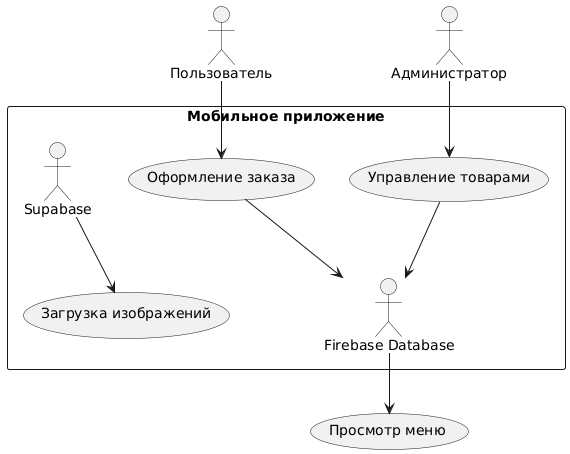 Пользователь
Администратор
Мобильное приложение
Supabase
Оформление заказа
Управление товарами
Загрузка изображений
Firebase Database
Просмотр меню